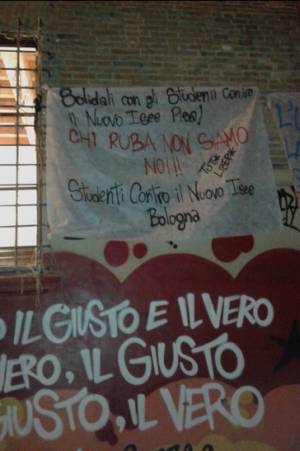 Solidali con gli Studenti Contro
il Nuovo Isee Pisa!
CHI RUBA NON SIAMO
NOI!!
Studenti Contro il Nuovo Isee
Bologna
O IL GIUSTO E IL VERO
VERO, IL GIUSTO
GIUSTO, IL VERO